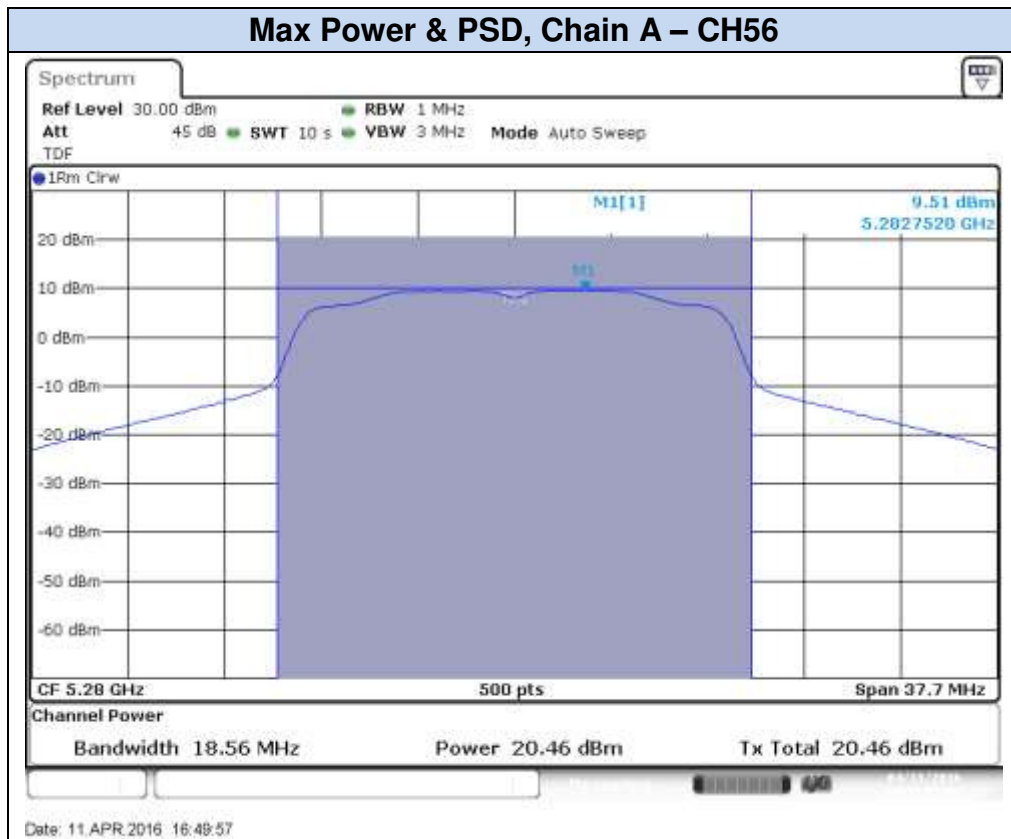 Max Power & PSD, Chain A – CH56
Spectrum
Ref Level 30.00 dBm RBW 1 MHz
Att 45 dB SWT 10 s VBW 3 MHz Mode Auto Sweep
TDF
1Rm Clrw
M1[1] 9.51 dBm
5.2827520 GHz
20 dBm
M1
10 dBm
0 dBm
-10 dBm
-20 dBm
-30 dBm
-40 dBm
-50 dBm
-60 dBm
CF 5.28 GHz 500 pts Span 37.7 MHz
Channel Power
Bandwidth 18.56 MHz Power 20.46 dBm Tx Total 20.46 dBm
Date: 11.APR.2016 16:49:57